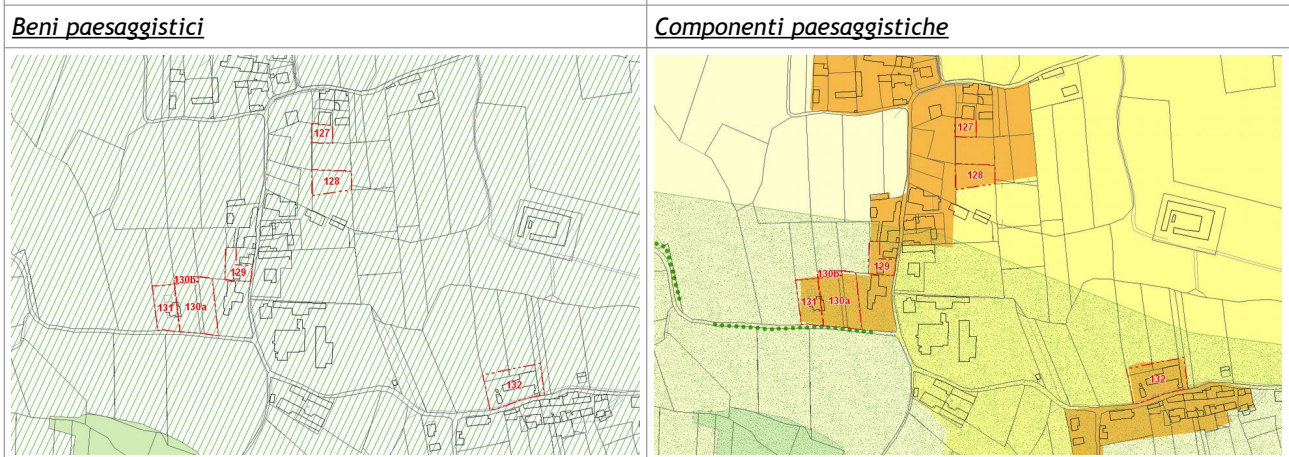 Beni paesaggistici
Componenti paesaggistiche
127
128
129
130b
131
130a
132
127
128
129
130b
131
130a
132